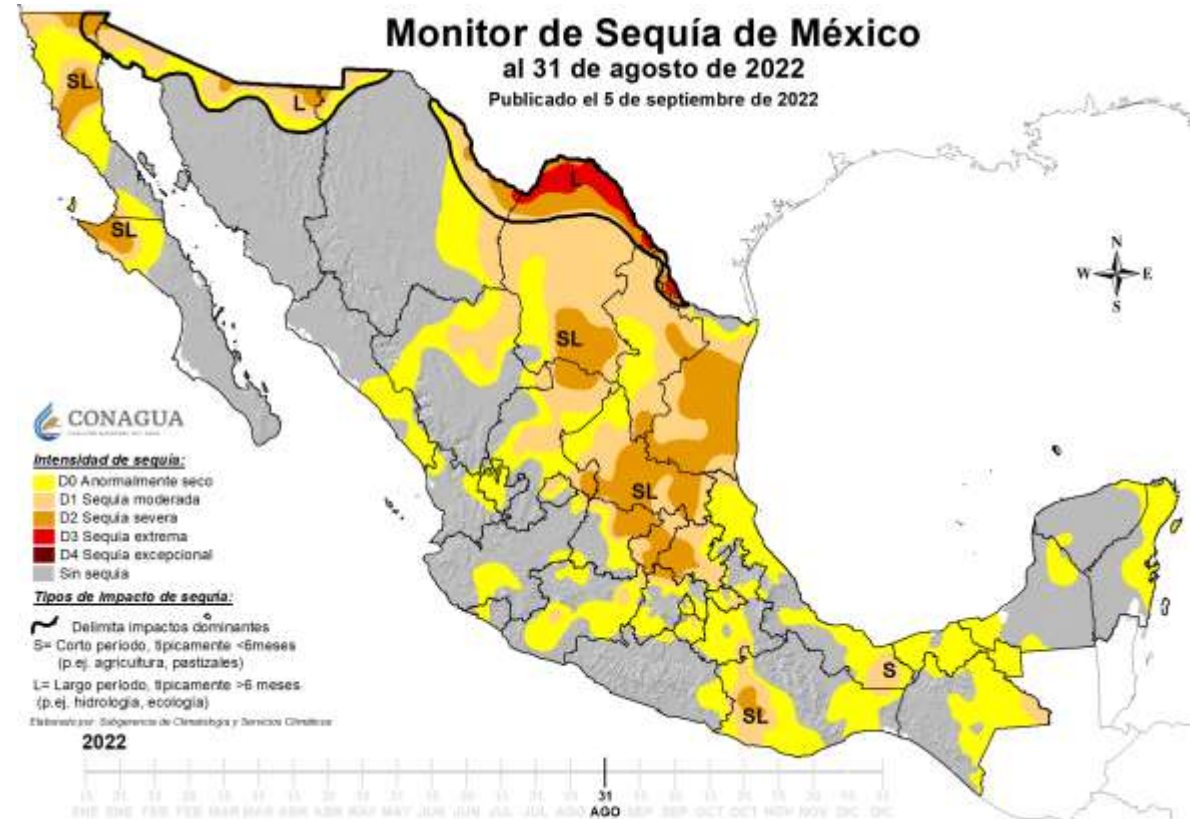 Monitor de Sequía de México
al 31 de agosto de 2022
Publicado el 5 de septiembre de 2022
SL
L
L
SL
N
W E
S
SL
SL
S
SL
CONAGUA
Intensidad de sequía:
D0 Anormalmente seco
D1 Sequía moderada
D2 Sequía severa
D3 Sequía extrema
D4 Sequía excepcional
Sin sequía
Tipos de Impacto de sequía:
Delimita impactos dominantes
S= Corto período, típicamente <6meses
(p.ej. agricultura, pastizales)
L= Largo período, típicamente >6 meses
(p.ej. hidrología, ecología)
Elaborado por: Subgerencia de Climatología y Servicios Climáticos
2022
31
AGO